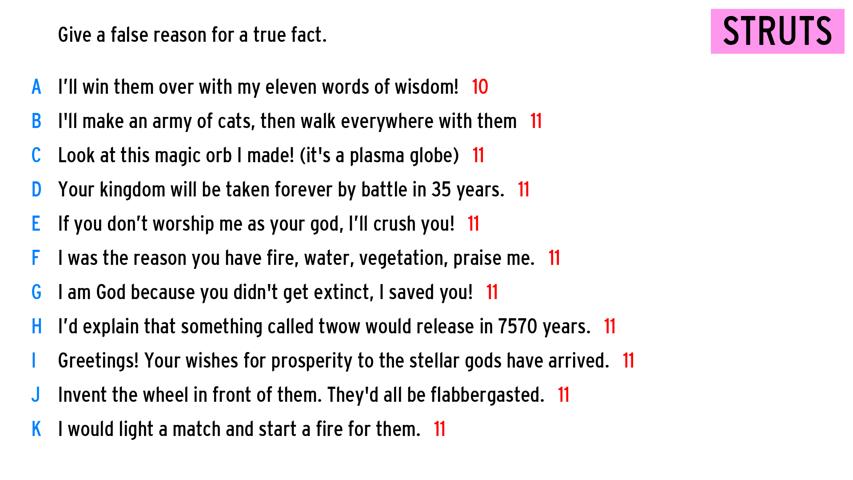 Give a false reason for a true fact.
STRUTS
A I’ll win them over with my eleven words of wisdom! 10
B I'll make an army of cats, then walk everywhere with them 11
C Look at this magic orb I made! (it's a plasma globe) 11
D Your kingdom will be taken forever by battle in 35 years. 11
E If you don’t worship me as your god, I’ll crush you! 11
F I was the reason you have fire, water, vegetation, praise me. 11
G I am God because you didn't get extinct, I saved you! 11
H I’d explain that something called twow would release in 7570 years. 11
I Greetings! Your wishes for prosperity to the stellar gods have arrived. 11
J Invent the wheel in front of them. They'd all be flabbergasted. 11
K I would light a match and start a fire for them. 11